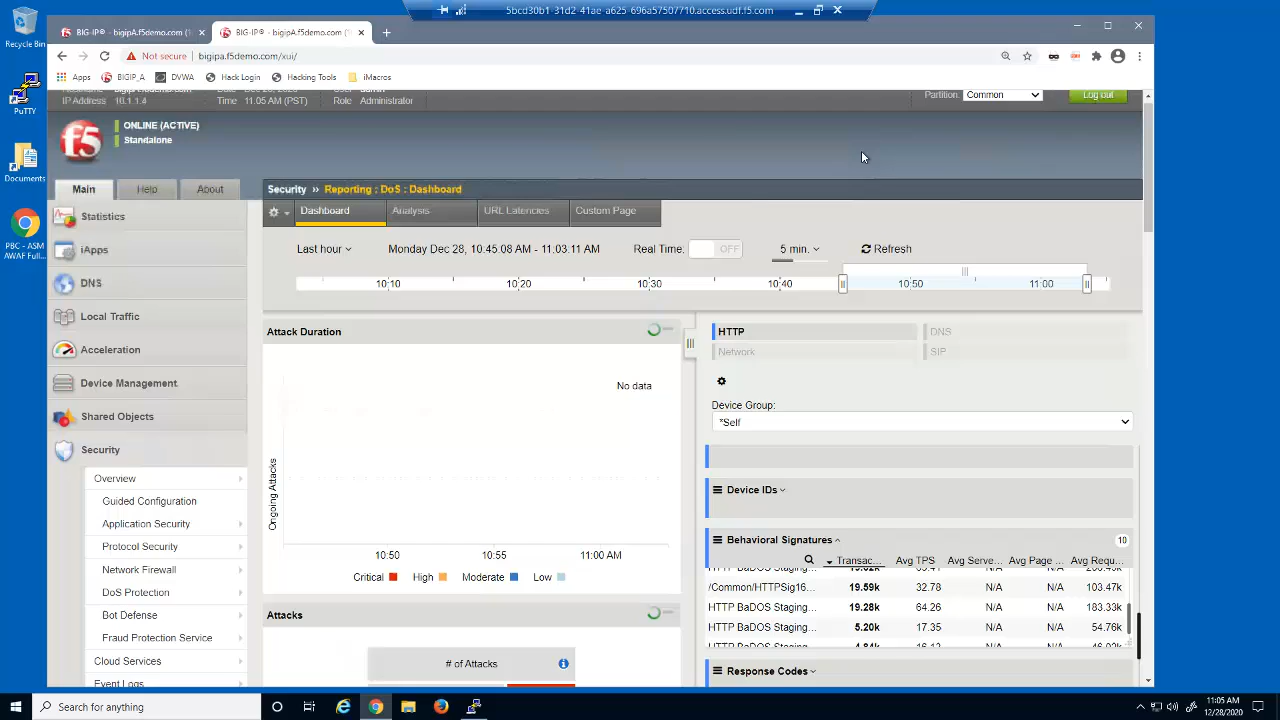 5bcd30b1-31d2-41ae-a625-696a57507710.access.udf.f5.com
Recycle Bin
PuTTY
Documents
PBC - ASM
AWAF Full...
BIG-IP® - bigipA.f5demo.com (1
BIG-IP® - bigipA.f5demo.com (1
Not secure
bigipa.f5demo.com/xui/
Apps
BIGIP_A
DVWA
Hack Login
Hacking Tools
iMacros
IP Address 10.1.1.4
Time 11.05 AM (PST)
Role Administrator
Partition: Common
Log out
f5
ONLINE (ACTIVE)
Standalone
Main
Help
About
Security » Reporting : DoS : Dashboard
Statistics
iApps
DNS
Local Traffic
Acceleration
Device Management
Shared Objects
Security
Overview
Guided Configuration
Application Security
Protocol Security
Network Firewall
DoS Protection
Bot Defense
Fraud Protection Service
Cloud Services
Event Logs
Dashboard
Analysis
URL Latencies
Custom Page
Last hour
Monday Dec 28, 10:45.08 AM - 11:03.11 AM
Real Time: OFF
5 min.
Refresh
10:10 10:20 10:30 10:40 10:50 11:00
Attack Duration
No data
Ongoing Attacks
10:50 10:55 11:00 AM
Critical High Moderate Low
Attacks
# of Attacks
HTTP
DNS
Network
SIP
Device Group:
*Self
Device IDs
Behavioral Signatures
10
Transac... Avg TPS Avg Serve... Avg Page ... Avg Requ...
/Common/HTTPSig16... 19.59k 32.78 N/A N/A 103.47k
HTTP BaDOS Staging... 19.28k 64.26 N/A N/A 183.33k
HTTP BaDOS Staging... 5.20k 17.35 N/A N/A 54.76k
Response Codes
Search for anything
11:05 AM
12/28/2020